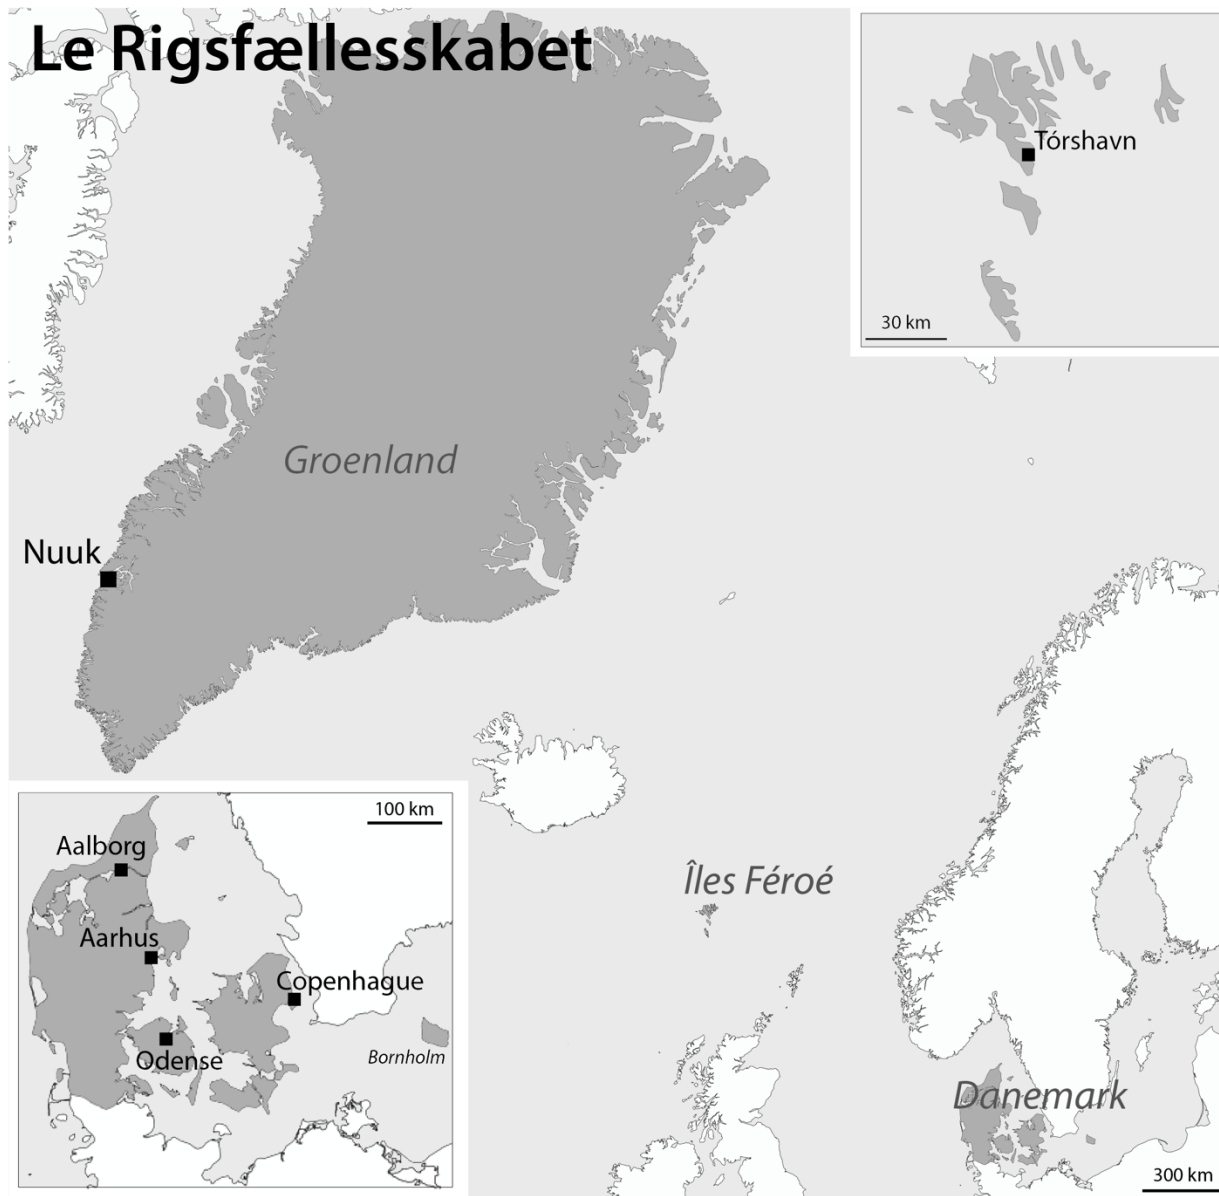 Le Rigsfællesskabet
Tórshavn
30 km
Groenland
Nuuk
100 km
Aalborg
Aarhus
Copenhague
Odense
Bornholm
Îles Féroé
Danemark
300 km